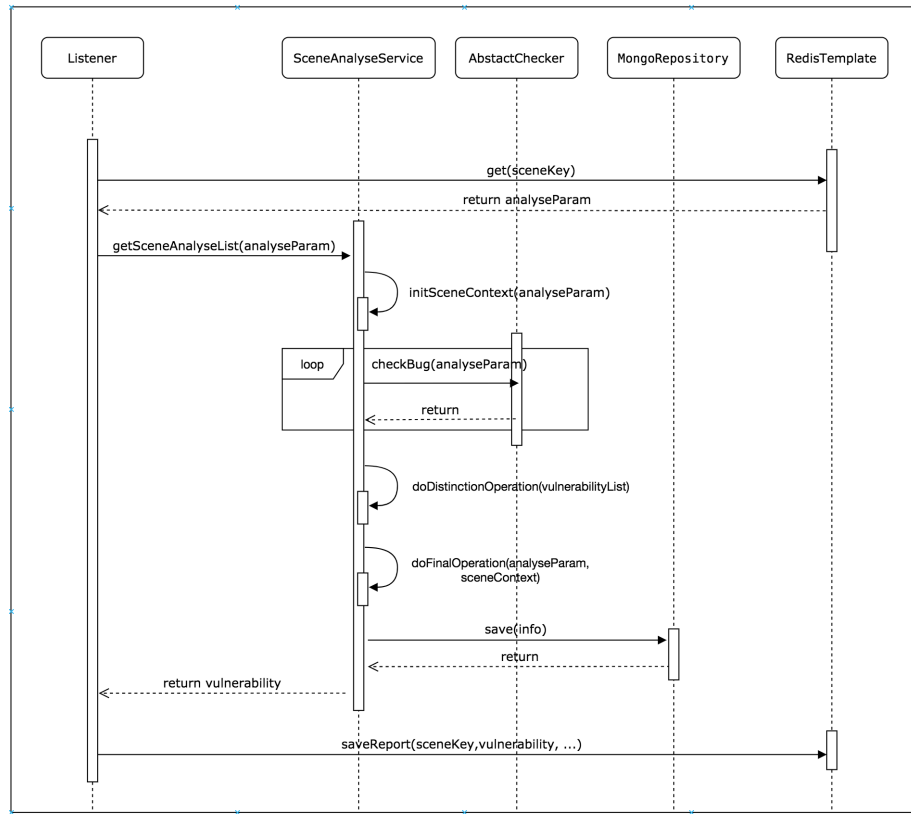 Listener
SceneAnalyseService
AbstactChecker
MongoRepository
RedisTemplate
get(sceneKey)
return analyseParam
getSceneAnalyseList(analyseParam)
initSceneContext(analyseParam)
loop
checkBug(analyseParam)
return
doDistinctionOperation(vulnerabilityList)
doFinalOperation(analyseParam,
sceneContext)
save(info)
return
return vulnerability
saveReport(sceneKey,vulnerability, ...)